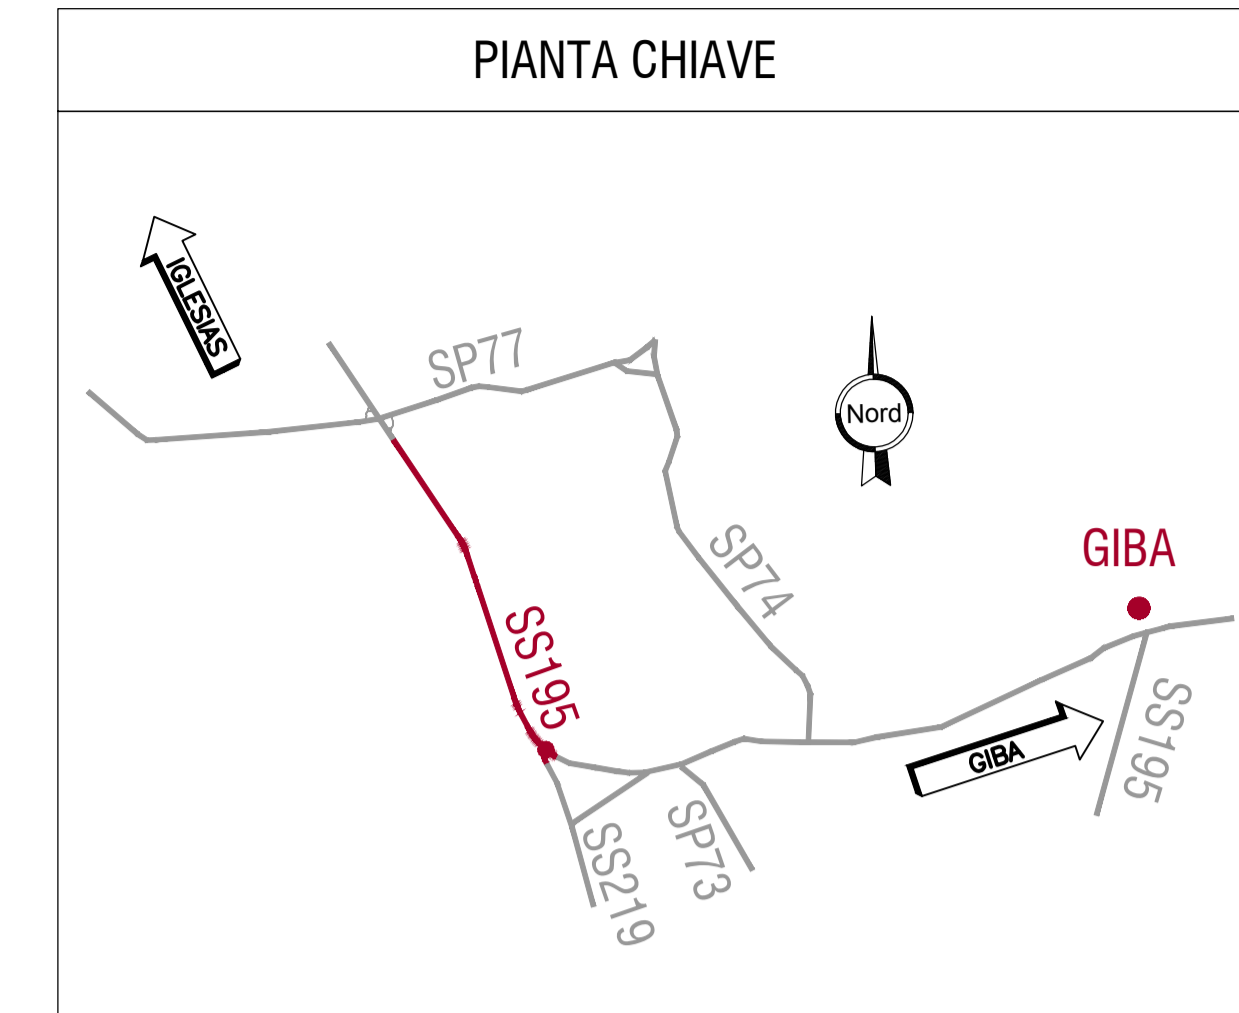 PIANTA CHIAVE
IGLESIAS
SP77
Nord
SP74
GIBA
SS195
SS195
GIBA
SP73
SS219